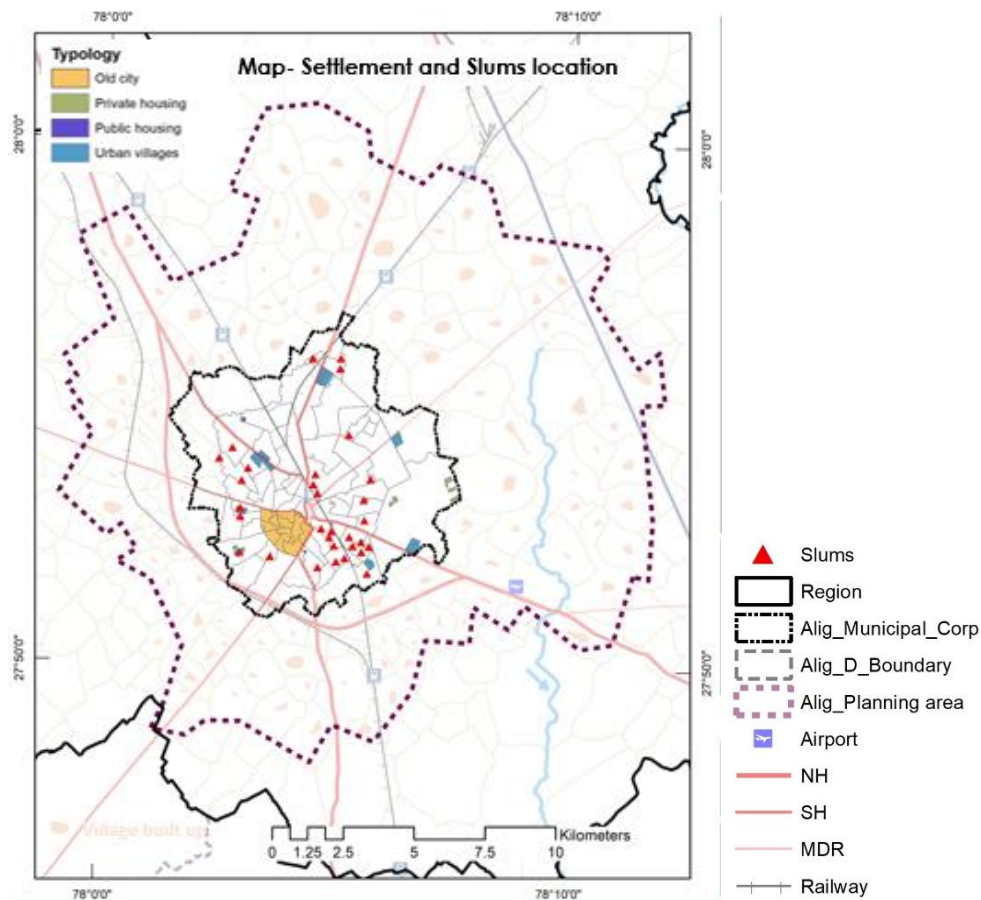 78°0'0"
78°10'0"
Typology
Map- Settlement and Slums location
Old city
Private housing
Public housing
Urban villages
28°0'0"
28°0'0"
Slums
Region
Alig_Municipal_Corp
Alig_D_Boundary
27°50'0"
27°50'0"
Alig_Planning area
Airport
NH
SH
Village built up
Kilometers
0 1.25 2.5 5 7.5 10
MDR
Railway
78°0'0"
78°10'0"